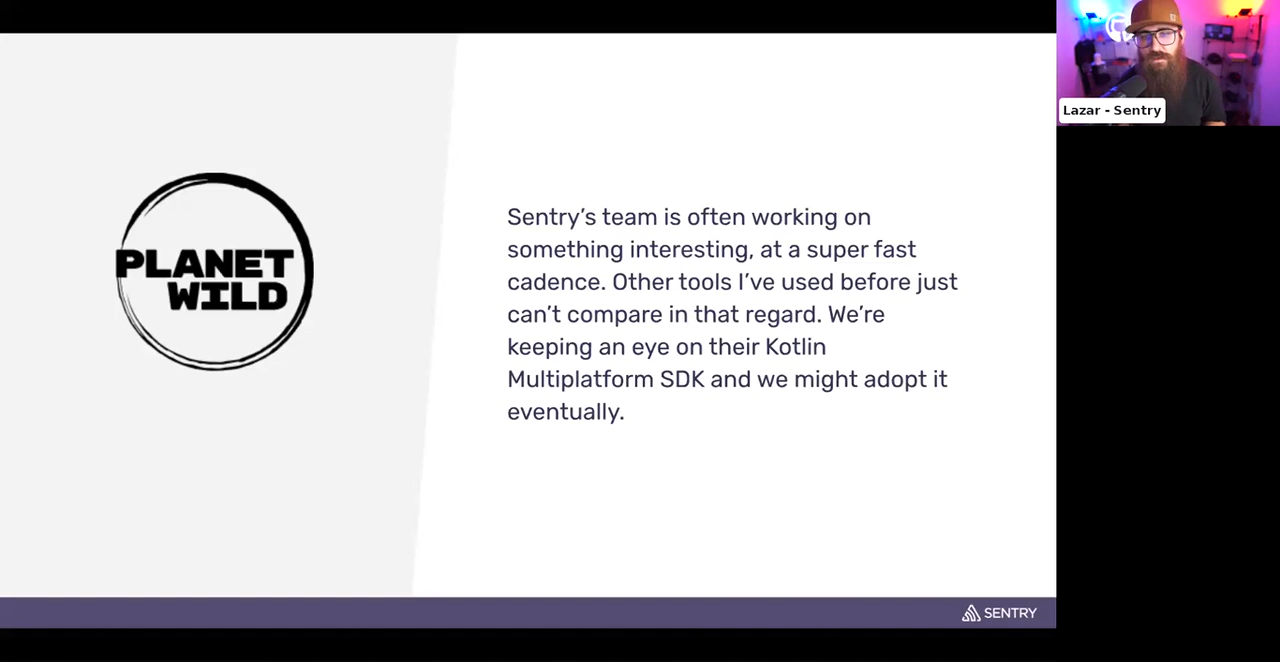 PLANET
WILD
Sentry’s team is often working on
something interesting, at a super fast
cadence. Other tools I’ve used before just
can’t compare in that regard. We’re
keeping an eye on their Kotlin
Multiplatform SDK and we might adopt it
eventually.
SENTRY
Lazar - Sentry